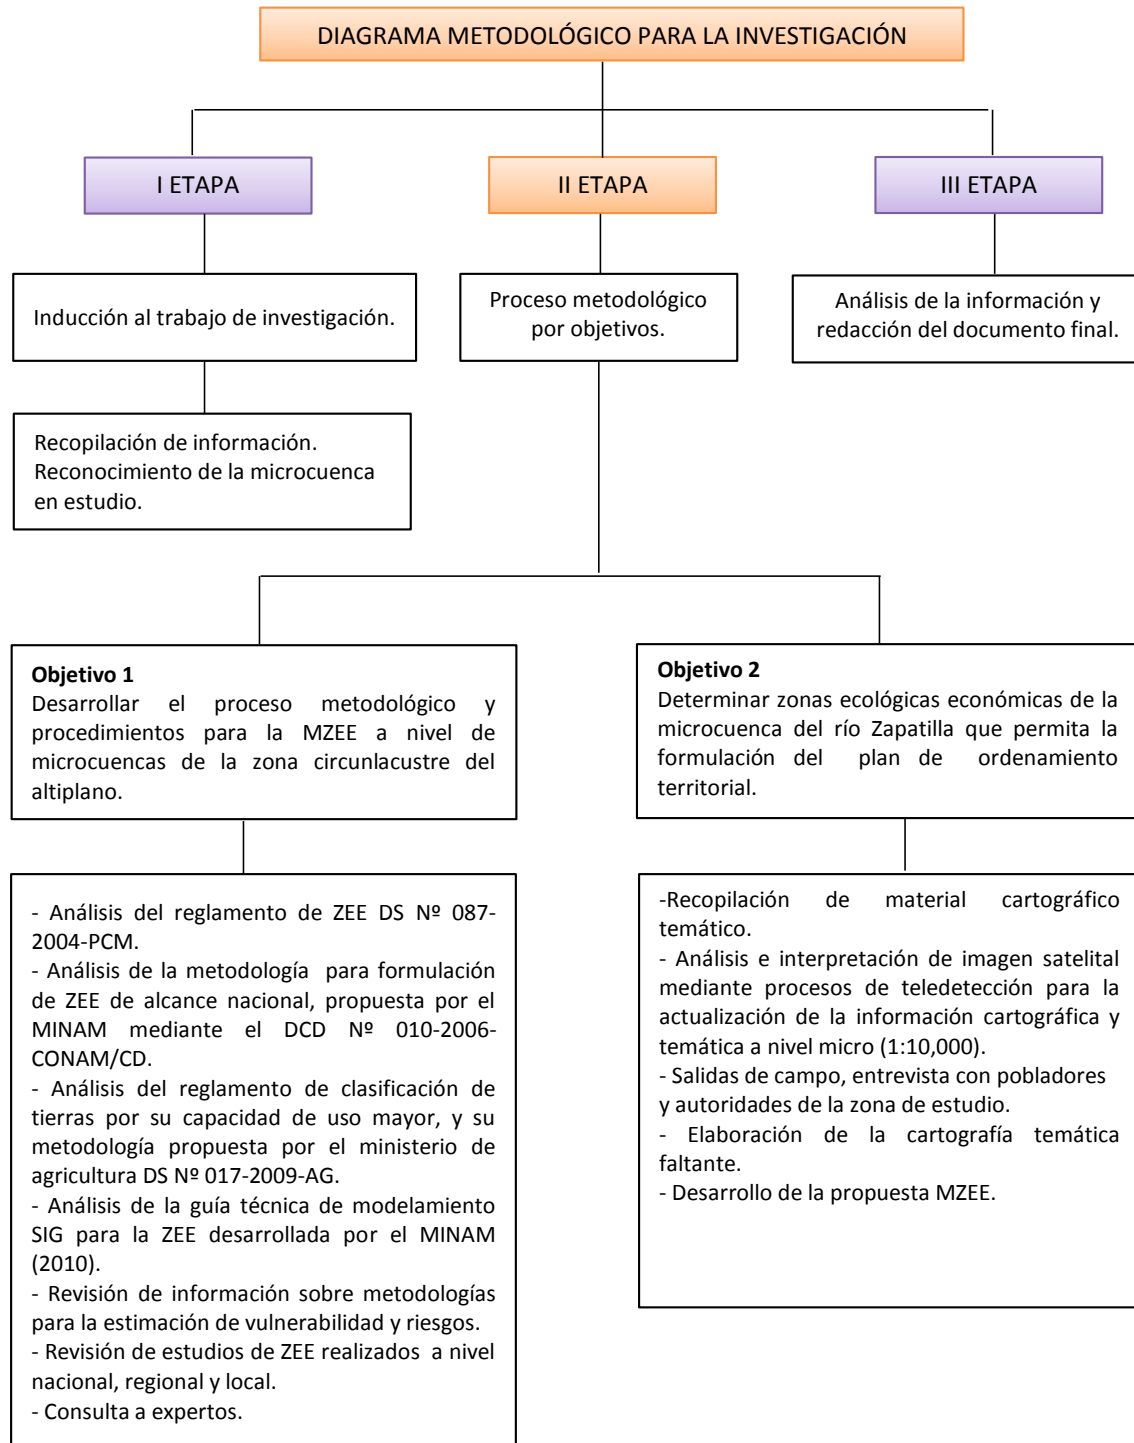 DIAGRAMA METODOLÓGICO PARA LA INVESTIGACIÓN
I ETAPA
II ETAPA
III ETAPA
Inducción al trabajo de investigación.
Proceso metodológico
por objetivos.
Análisis de la información y
redacción del documento final.
Recopilación de información.
Reconocimiento de la microcuenca
en estudio.
Objetivo 1
Desarrollar el proceso metodológico y
procedimientos para la MZEE a nivel de
microcuencas de la zona circunlacustre del
altiplano.
Objetivo 2
Determinar zonas ecológicas económicas de la
microcuenca del río Zapatilla que permita la
formulación del plan de ordenamiento
territorial.
- Análisis del reglamento de ZEE DS Nº 087-
2004-PCM.
- Análisis de la metodología para formulación
de ZEE de alcance nacional, propuesta por el
MINAM mediante el DCD Nº 010-2006-
CONAM/CD.
- Análisis del reglamento de clasificación de
tierras por su capacidad de uso mayor, y su
metodología propuesta por el ministerio de
agricultura DS Nº 017-2009-AG.
- Análisis de la guía técnica de modelamiento
SIG para la ZEE desarrollada por el MINAM
(2010).
- Revisión de información sobre metodologías
para la estimación de vulnerabilidad y riesgos.
- Revisión de estudios de ZEE realizados a nivel
nacional, regional y local.
- Consulta a expertos.
-Recopilación de material cartográfico
temático.
- Análisis e interpretación de imagen satelital
mediante procesos de teledetección para la
actualización de la información cartográfica y
temática a nivel micro (1:10,000).
- Salidas de campo, entrevista con pobladores
y autoridades de la zona de estudio.
- Elaboración de la cartografía temática
faltante.
- Desarrollo de la propuesta MZEE.